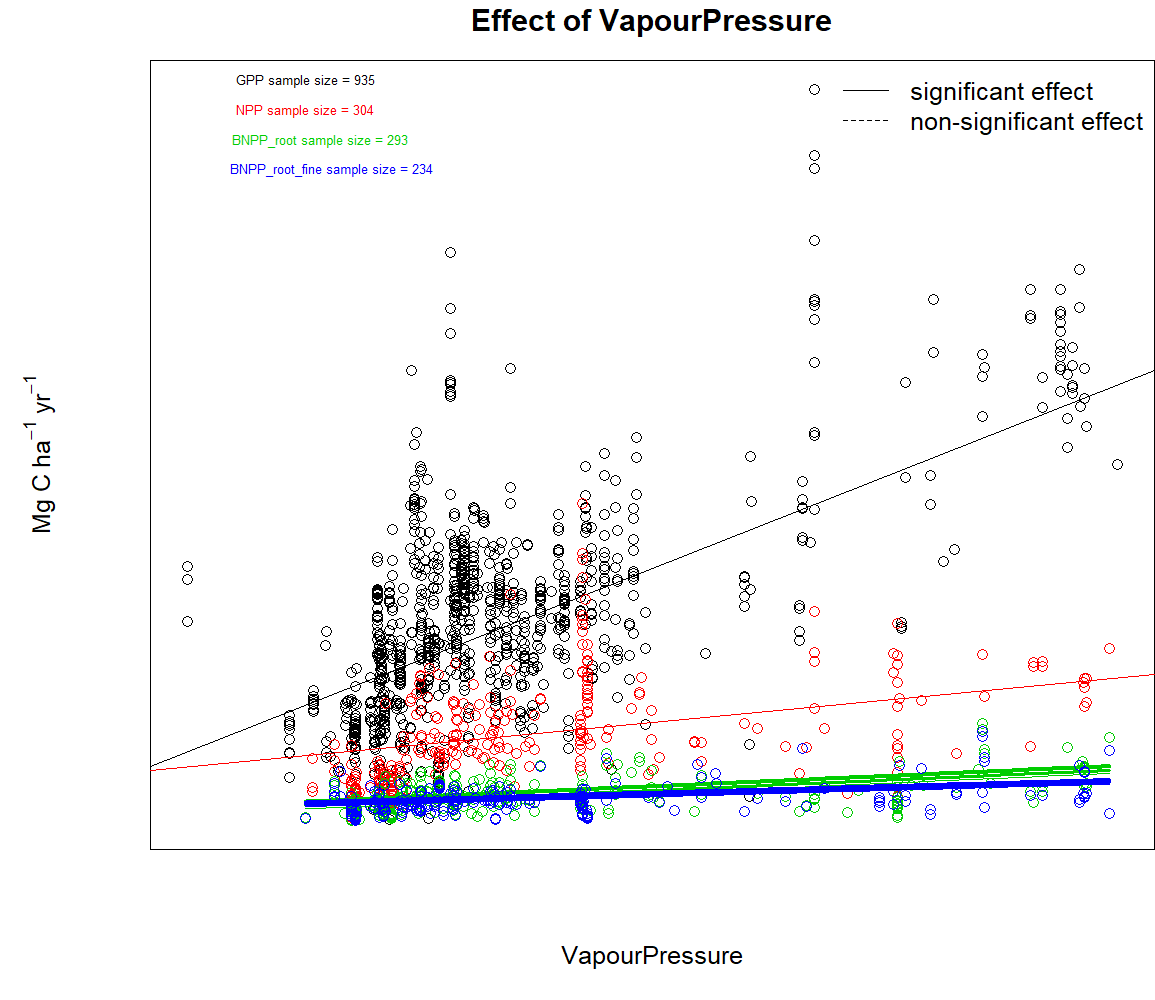 Effect of VapourPressure
GPP sample size = 935
NPP sample size = 304
BNPP_root sample size = 293
BNPP_root_fine sample size = 234
significant effect
non-significant effect
Mg C ha⁻¹ yr⁻¹
VapourPressure